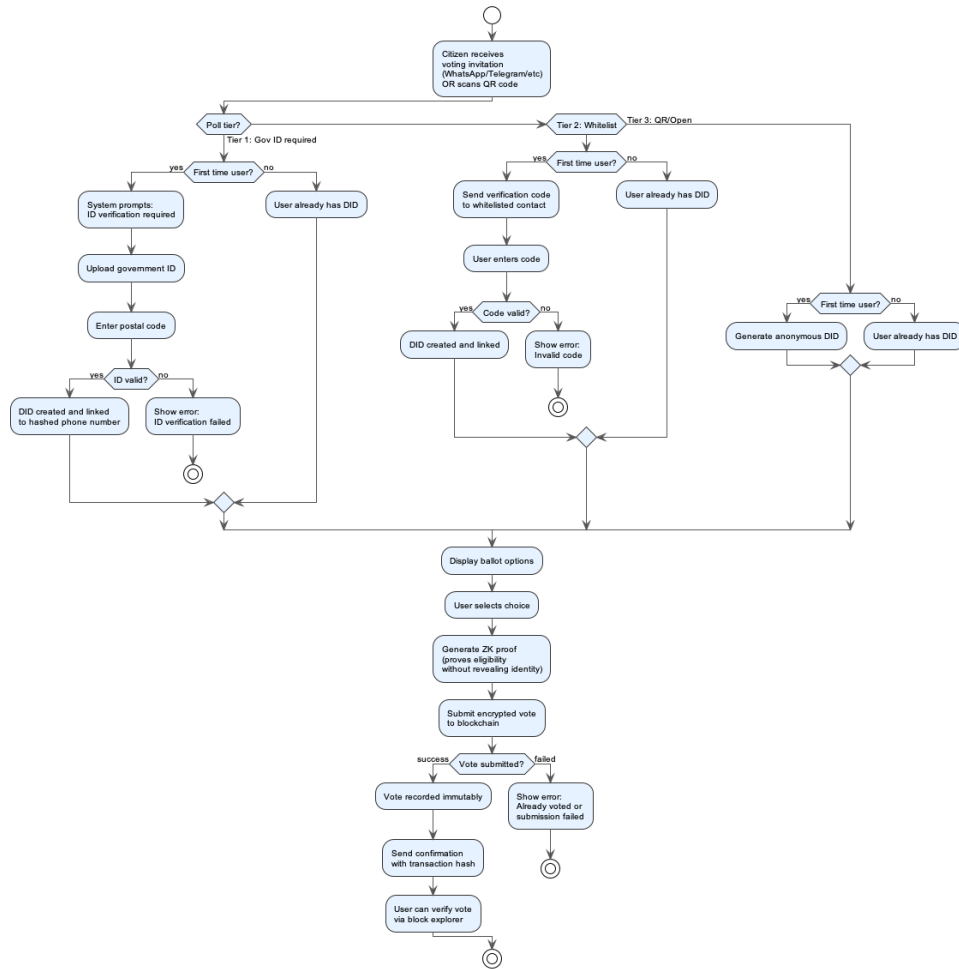 Citizen receives
voting invitation
(WhatsApp/Telegram/etc)
OR scans QR code
Poll tier?
Tier 1: Gov ID required
Tier 2: Whitelist
Tier 3: QR/Open
yes
First time user?
no
System prompts:
ID verification required
User already has DID
Upload government ID
Enter postal code
yes
ID valid?
no
DID created and linked
to hashed phone number
Show error:
ID verification failed
yes
First time user?
no
Send verification code
to whitelisted contact
User already has DID
User enters code
yes
Code valid?
no
DID created and linked
Show error:
Invalid code
yes
First time user?
no
Generate anonymous DID
User already has DID
Display ballot options
User selects choice
Generate ZK proof
(proves eligibility
without revealing identity)
Submit encrypted vote
to blockchain
success
Vote submitted?
failed
Vote recorded immutably
Show error:
Already voted or
submission failed
Send confirmation
with transaction hash
User can verify vote
via block explorer